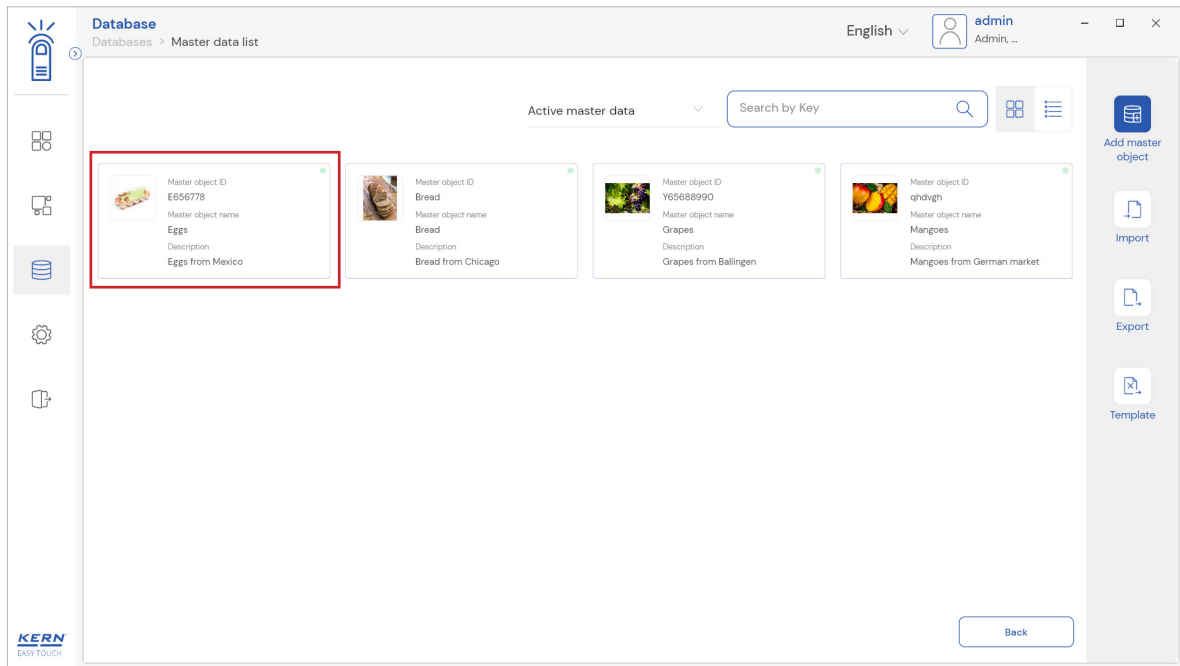 Database
Databases > Master data list
English
admin
Admin, ...
Active master data
Search by Key
Add master
object
Import
Export
Template
Master object ID
E656778
Master object name
Eggs
Description
Eggs from Mexico
Master object ID
Bread
Master object name
Bread
Description
Bread from Chicago
Master object ID
Y65688990
Master object name
Grapes
Description
Grapes from Ballingen
Master object ID
qhdvgh
Master object name
Mangoes
Description
Mangoes from German market
Back
KERN
EASY TOUCH